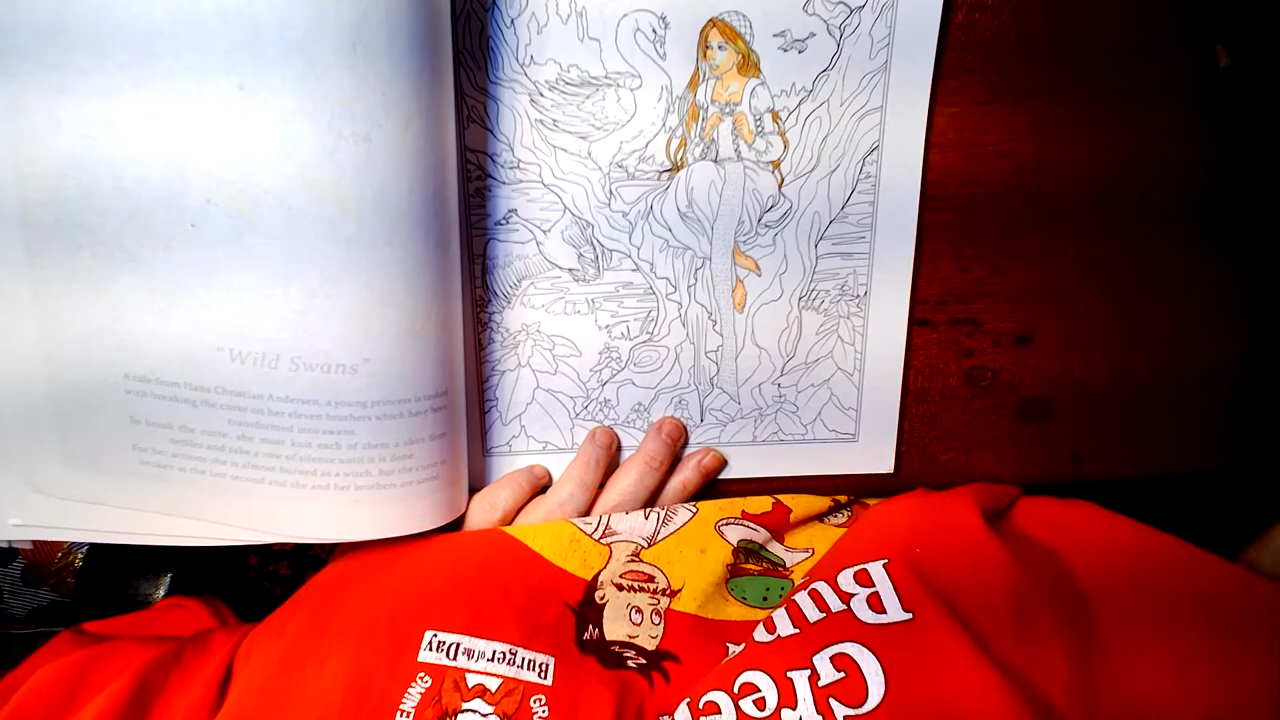 "Wild Swans"
A tale from Hans Christian Andersen, a young princess is tasked
with breaking the curse on her eleven brothers which have been
transformed into swans.
To break the curse, she must knit each of them a shirt from
nettles and take a vow of silence until it is done.
For her actions she is almost burned as a witch, but the curse is
broken at the last second and she and her brothers are saved.
Burger of the Day
ENING
GR
Bur
Gree